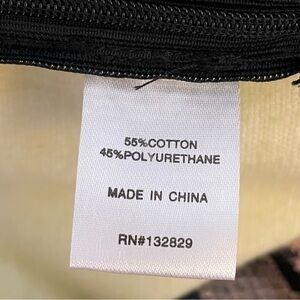 55%COTTON
45%POLYURETHANE
MADE IN CHINA
RN#132829